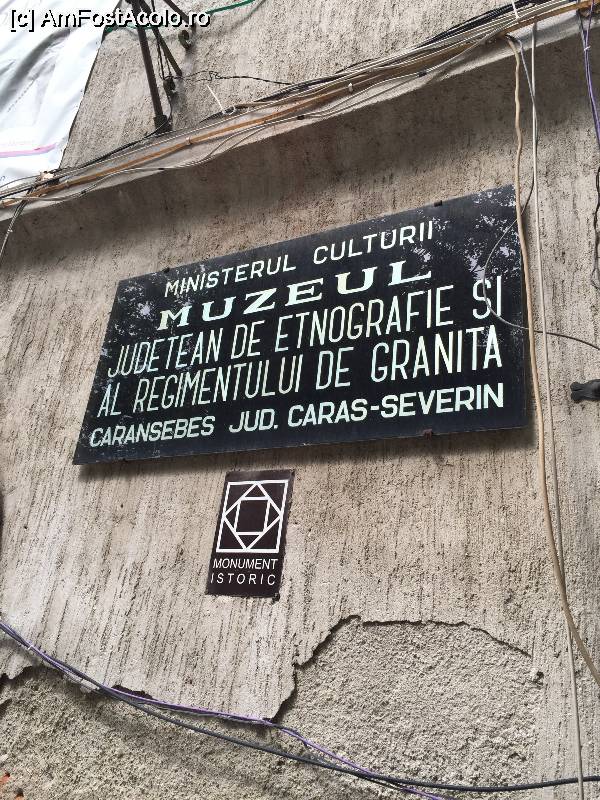 [c] AmFostAcolo.ro
MINISTERUL CULTURII
MUZEUL
JUDETEAN DE ETNOGRAFIE SI
AL REGIMENTULUI DE GRANITA
CARANSEBES JUD. CARAS-SEVERIN
MONUMENT
ISTORIC